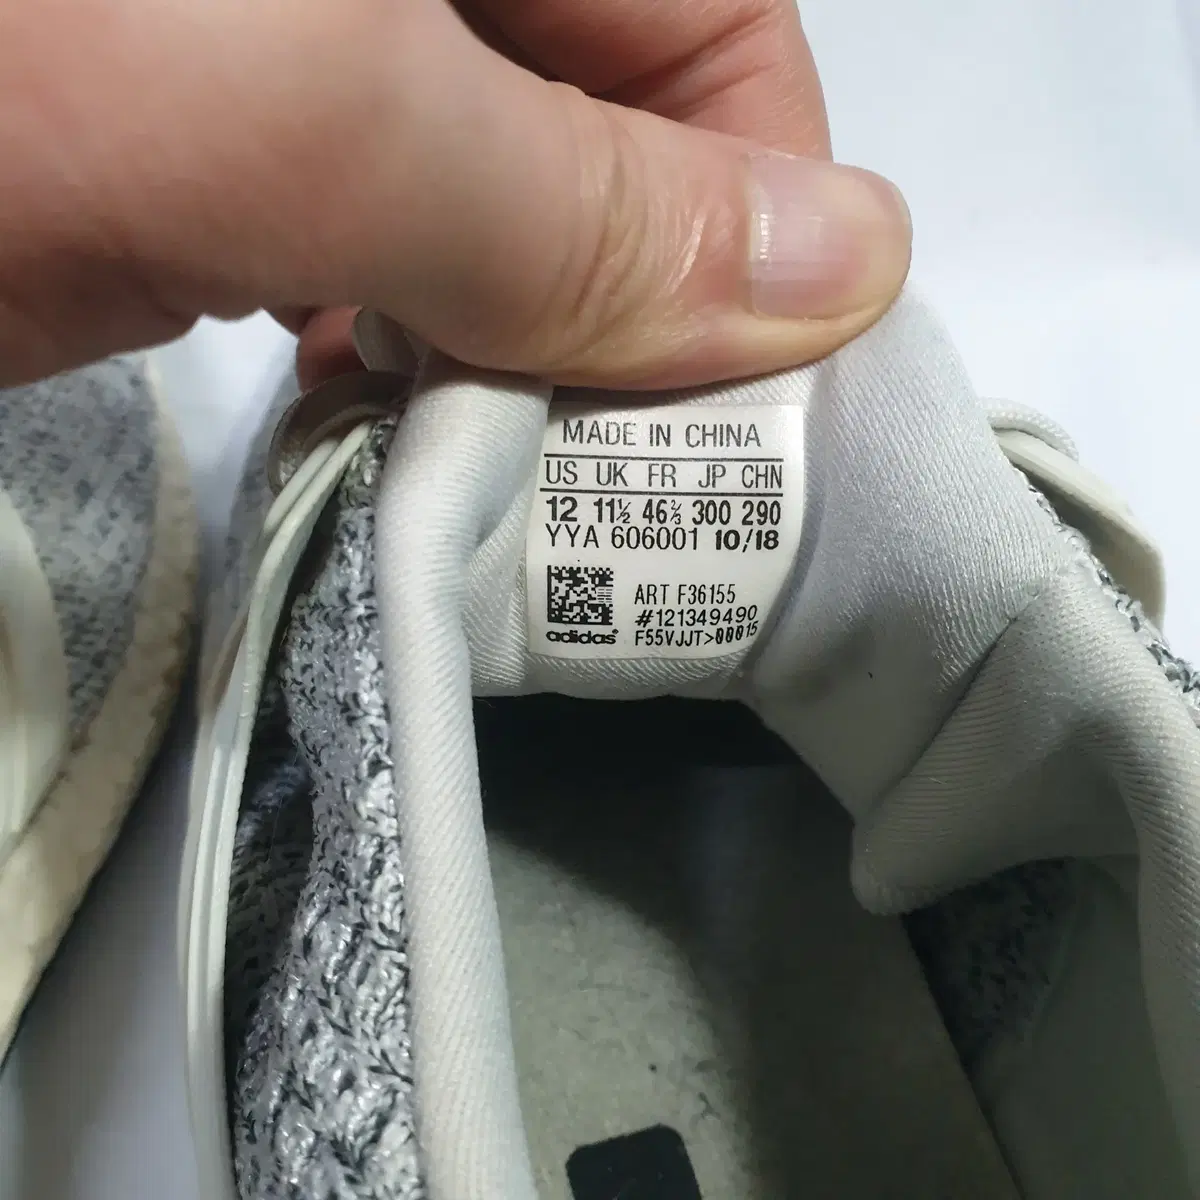 MADE IN CHINA
US UK FR JP CHN
12 11½ 46⅔ 300 290
YYA 606001 10/18
ART F36155
#121349490
adidas® F55VJJT>00015